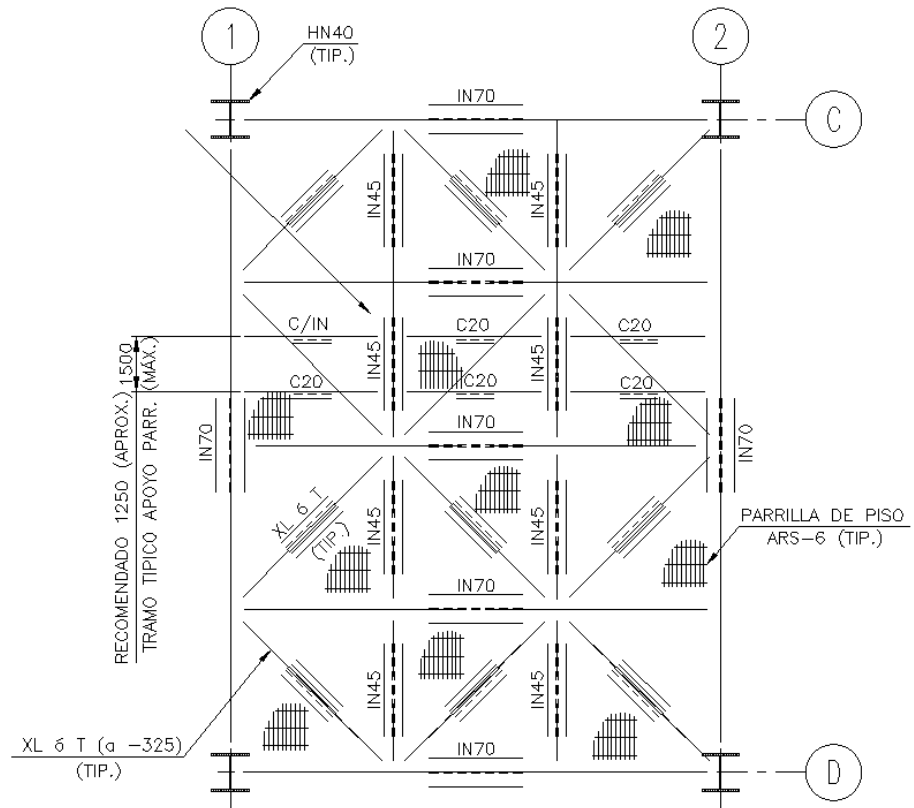 1
2
HN40
(TIP.)
IN70
C
IN45
IN45
IN70
C/IN
C20
C20
IN45
IN45
C20
C20
IN70
IN70
IN70
RECOMENDADO 1250 (APROX.) 1500
TRAMO TIPICO APOYO PARR. (MÁX.)
XL ó T
(TIP.)
IN45
IN45
PARRILLA DE PISO
ARS-6 (TIP.)
IN70
IN45
IN45
XL ó T (a -325)
(TIP.)
IN70
D